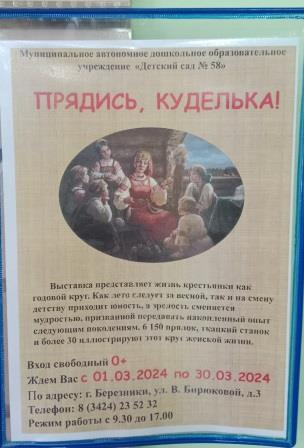 Муниципальное автономное дошкольное образовательное
учреждение «Детский сад № 58»
ПРЯДИСЬ, КУДЕЛЬКА!
Выставка представляет жизнь крестьянки как
годовой круг. Как лето следует за весной, так и на смену
детству приходит юность, а зрелость сменяется
мудростью, призванной передавать накопленный опыт
следующим поколениям. 6 150 прялок, ткацкий станок
и более 30 иллюстрируют этот круг женской жизни.
Вход свободный 0+
Ждем Вас с 01.03.2024 по 30.03.2024
По адресу: г. Березники, ул. В. Бирюковой, д.3
Телефон: 8 (3424) 23 52 32
Режим работы с 9.30 до 17.00